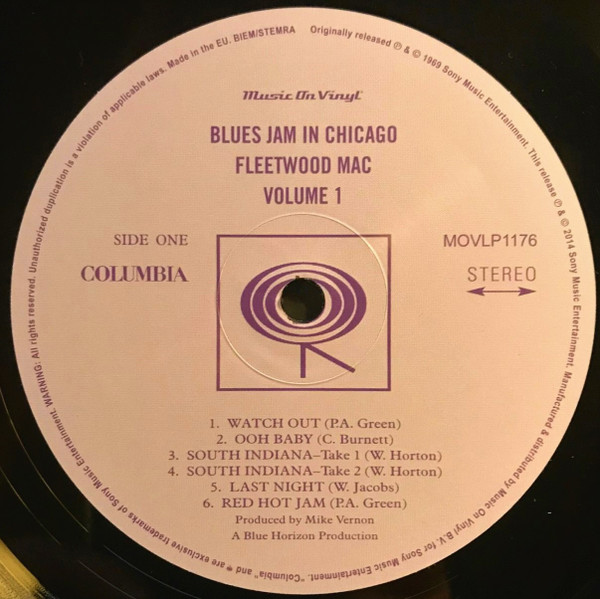 Music On Vinyl
BLUES JAM IN CHICAGO
FLEETWOOD MAC
VOLUME 1
SIDE ONE
MOVLP1176
COLUMBIA
STEREO
1. WATCH OUT (P.A. Green)
2. OOH BABY (C. Burnett)
3. SOUTH INDIANA–Take 1 (W. Horton)
4. SOUTH INDIANA–Take 2 (W. Horton)
5. LAST NIGHT (W. Jacobs)
6. RED HOT JAM (P.A. Green)
Produced by Mike Vernon
A Blue Horizon Production
Originally released ℗ & © 1969 Sony Music Entertainment. This release ℗ & © 2014 Sony Music Entertainment. Manufactured & distributed by Music On Vinyl B.V. for Sony Music Entertainment. "Columbia" and ® are exclusive trademarks of Sony Music Entertainment. WARNING: All rights reserved. Unauthorized duplication is a violation of applicable laws. Made in the EU. BIEM/STEMRA